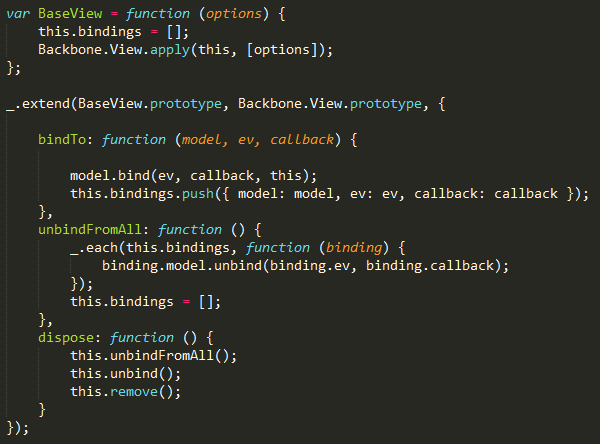 var BaseView = function (options) {
    this.bindings = [];
    Backbone.View.apply(this, [options]);
};

_.extend(BaseView.prototype, Backbone.View.prototype, {

    bindTo: function (model, ev, callback) {

        model.bind(ev, callback, this);
        this.bindings.push({ model: model, ev: ev, callback: callback });
    },
    unbindFromAll: function () {
        _.each(this.bindings, function (binding) {
            binding.model.unbind(binding.ev, binding.callback);
        });
        this.bindings = [];
    },
    dispose: function () {
        this.unbindFromAll();
        this.unbind();
        this.remove();
    }
});